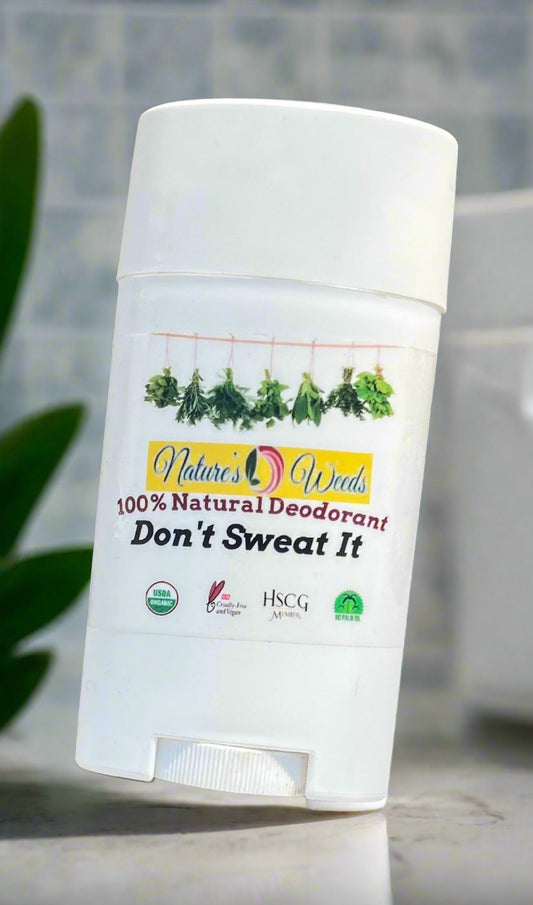 Nature's Weeds
100% Natural Deodorant
Don't Sweat It
USDA
ORGANIC
Cruelty-Free
and Vegan
HSCG
MEMBER
NO PALM OIL